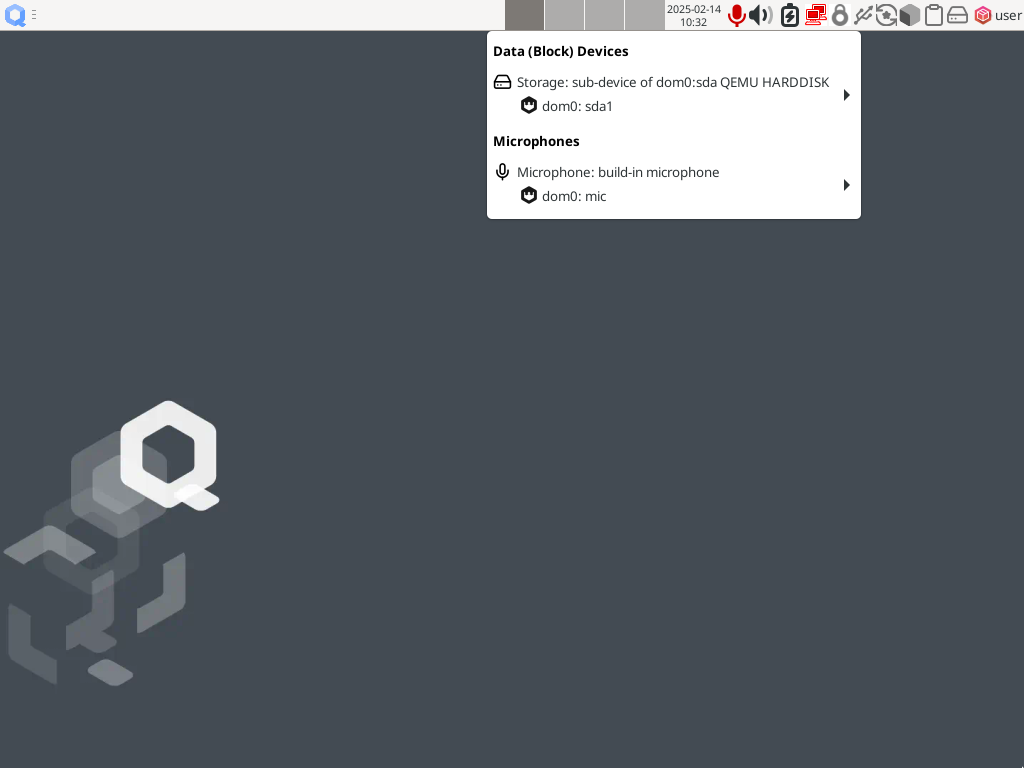 2025-02-14
10:32
user
Data (Block) Devices
Storage: sub-device of dom0:sda QEMU HARDDISK
dom0: sda1
Microphones
Microphone: build-in microphone
dom0: mic